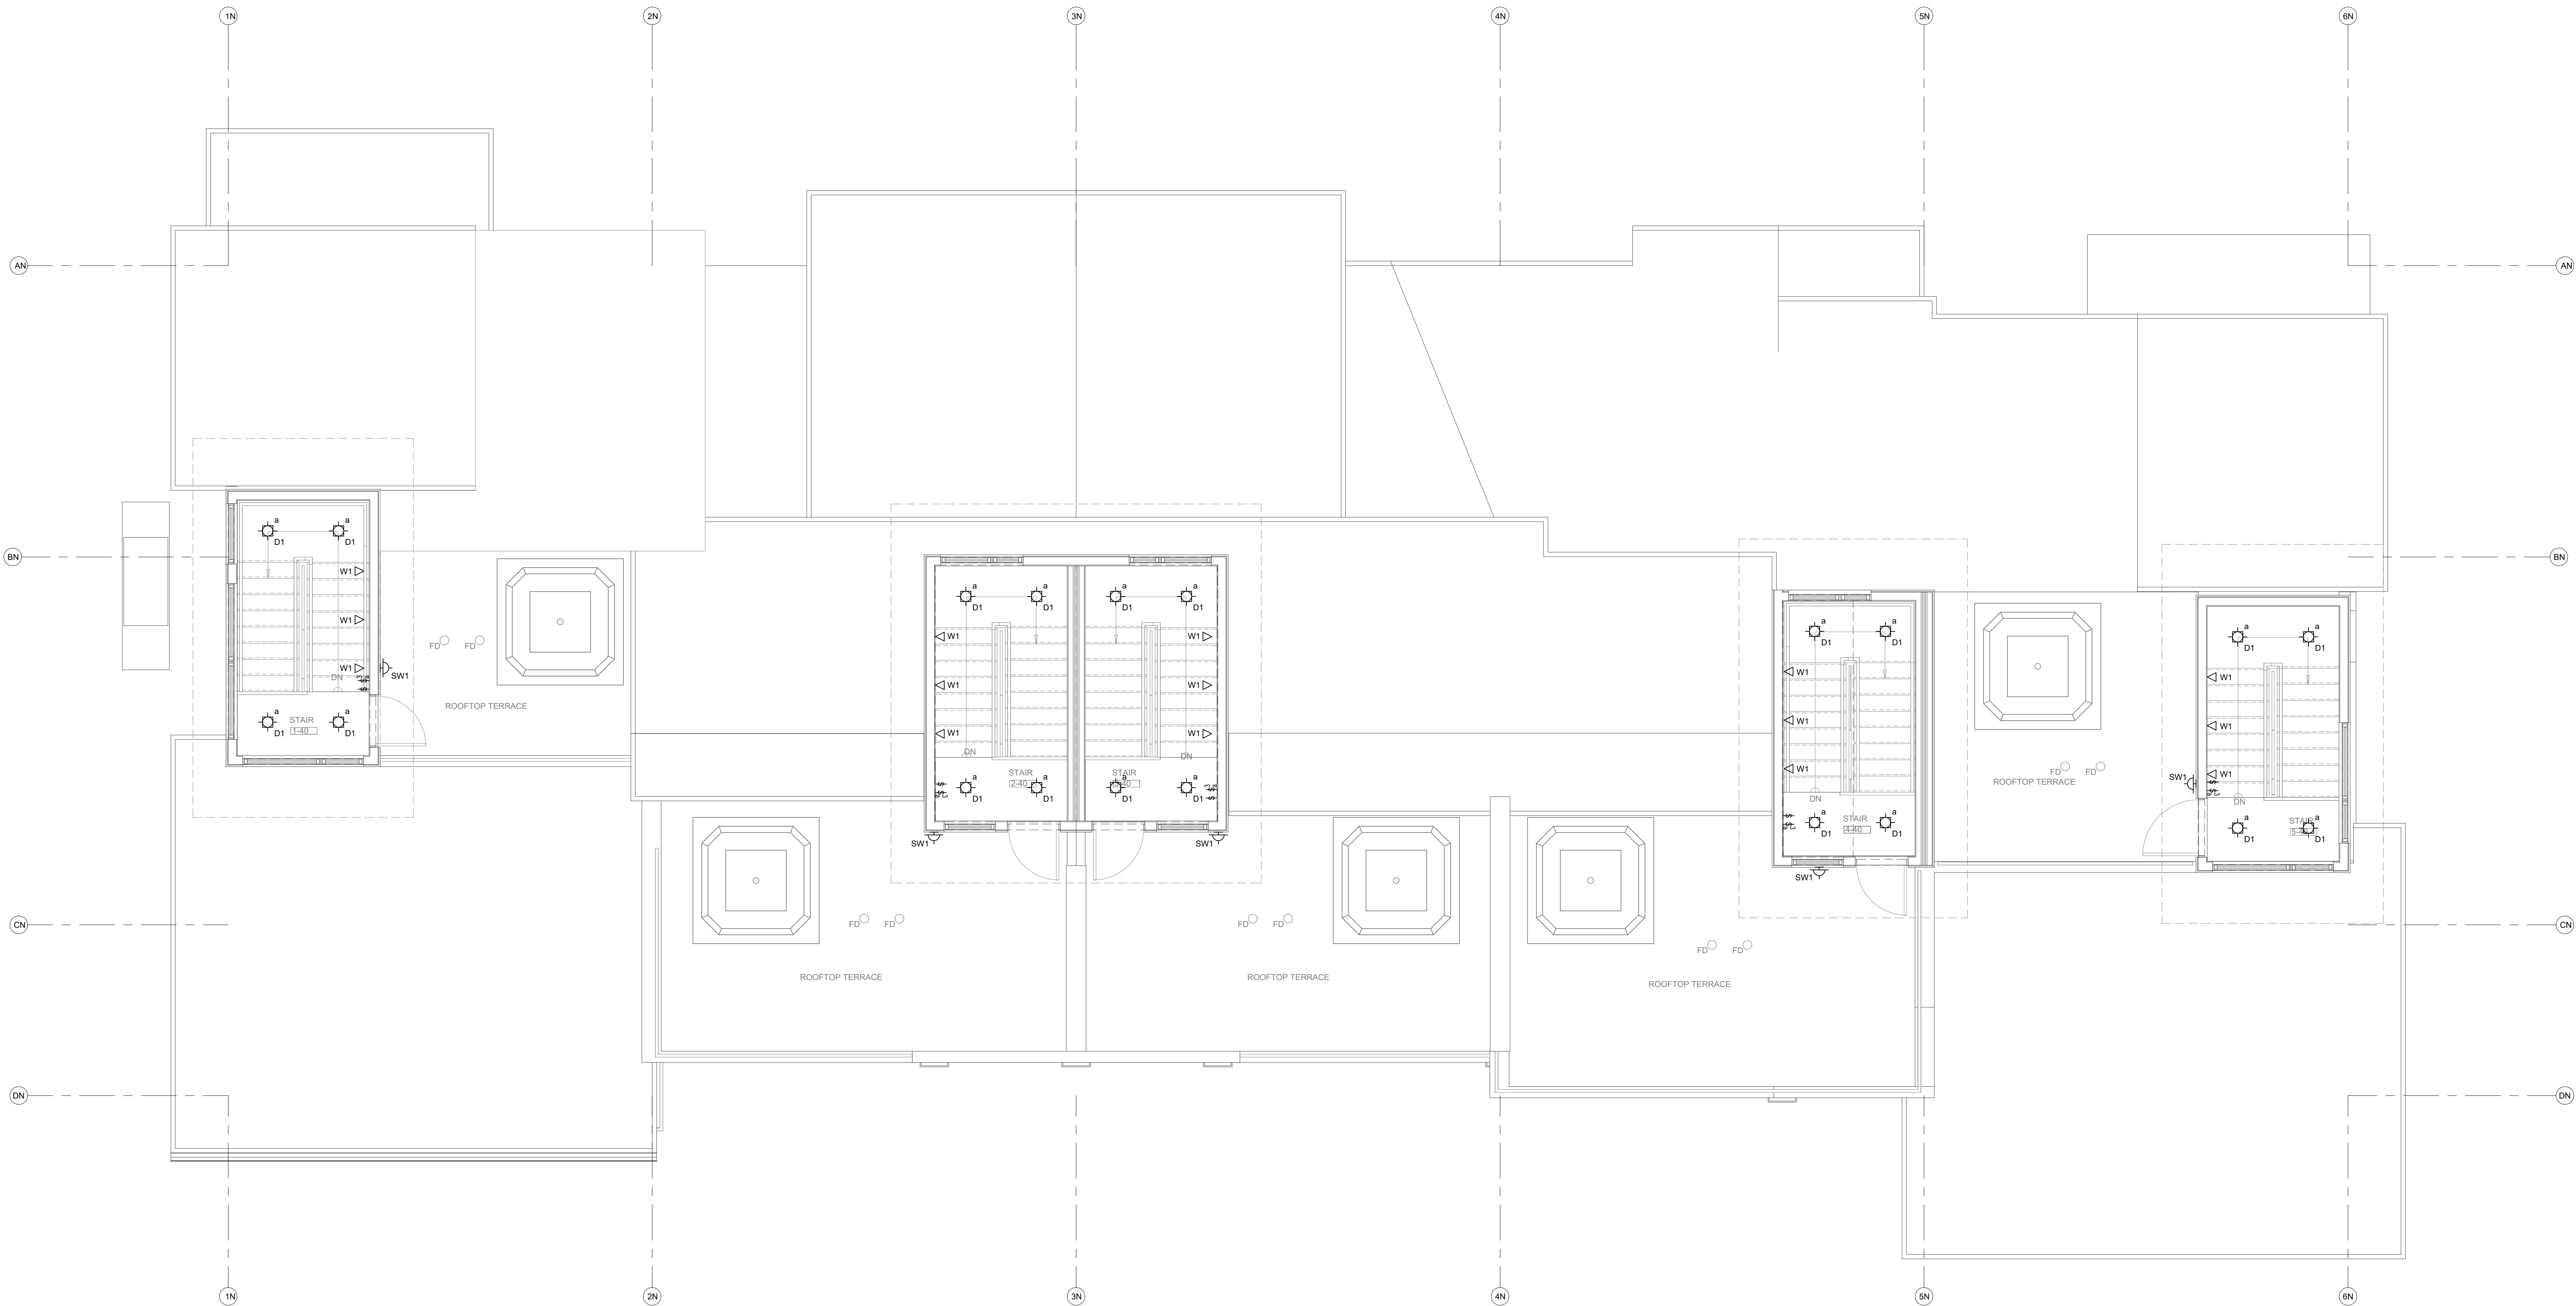 1N 2N 3N 4N 5N 6N
AN AN
BN BN
a a
D1 D1
W1
W1
W1
DN
SW1
a a
D1 D1
STAIR
1-40
FD FD
ROOFTOP TERRACE
a a a a
D1 D1 D1 D1
W1 W1
W1 W1
W1 W1
DN DN
STAIR STAIR
2-40
a a a a
D1 D1 D1 D1
$ $3 a
$3 a $
SW1 SW1
FD FD FD FD
ROOFTOP TERRACE ROOFTOP TERRACE
a a
D1 D1
W1
W1
W1
DN
$
$3 a
a a
D1 D1
STAIR
4-40
SW1
FD FD
ROOFTOP TERRACE
FD FD
ROOFTOP TERRACE
a a
D1 D1
W1
W1
W1
SW1
$
$3 a
DN
a a
D1 D1
STAIR
CN CN
DN DN
1N 2N 3N 4N 5N 6N